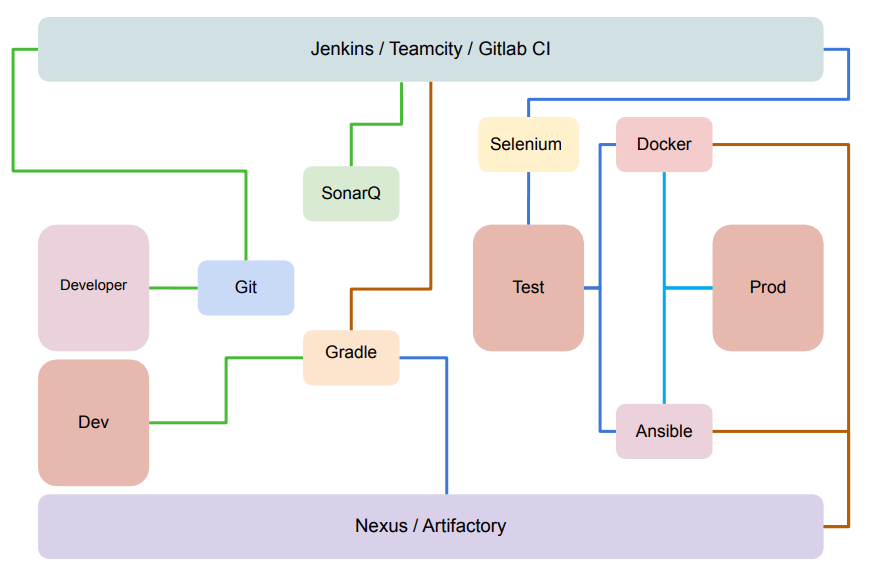 Jenkins / Teamcity / Gitlab CI
Selenium
Docker
SonarQ
Developer
Git
Test
Prod
Gradle
Dev
Ansible
Nexus / Artifactory